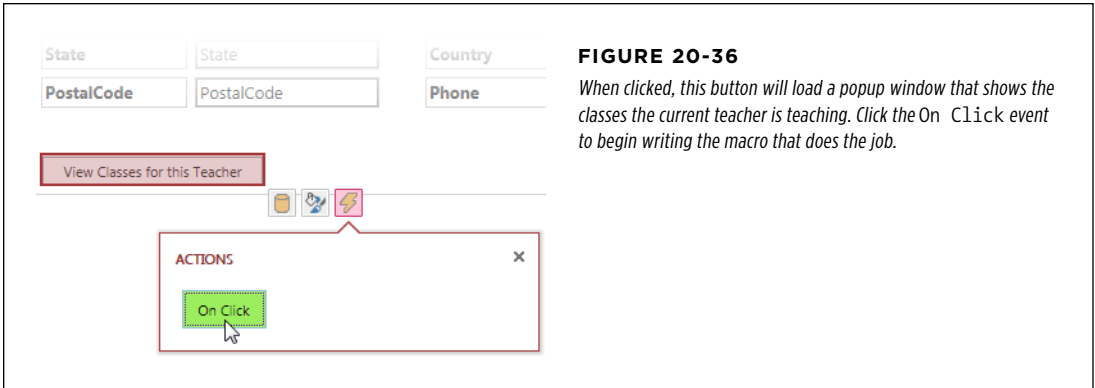 State State Country
PostalCode PostalCode Phone
View Classes for this Teacher
ACTIONS
On Click
FIGURE 20-36
When clicked, this button will load a popup window that shows the
classes the current teacher is teaching. Click the On Click event
to begin writing the macro that does the job.